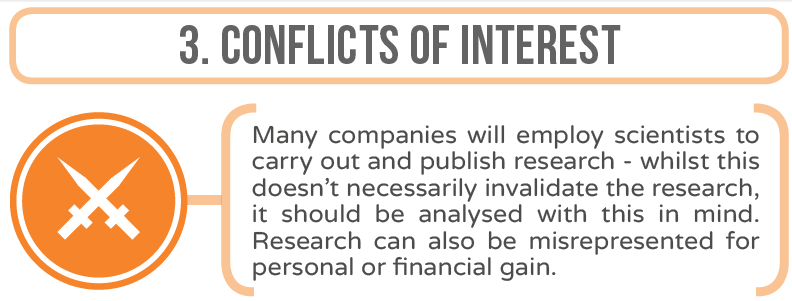 3. CONFLICTS OF INTEREST
Many companies will employ scientists to
carry out and publish research - whilst this
doesn't necessarily invalidate the research,
it should be analysed with this in mind.
Research can also be misrepresented for
personal or financial gain.